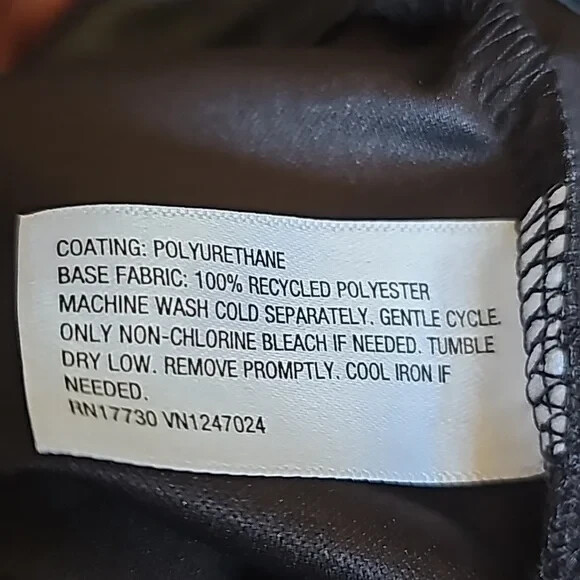 COATING: POLYURETHANE
BASE FABRIC: 100% RECYCLED POLYESTER
MACHINE WASH COLD SEPARATELY. GENTLE CYCLE.
ONLY NON-CHLORINE BLEACH IF NEEDED. TUMBLE
DRY LOW. REMOVE PROMPTLY. COOL IRON IF
NEEDED.
RN17730 VN1247024